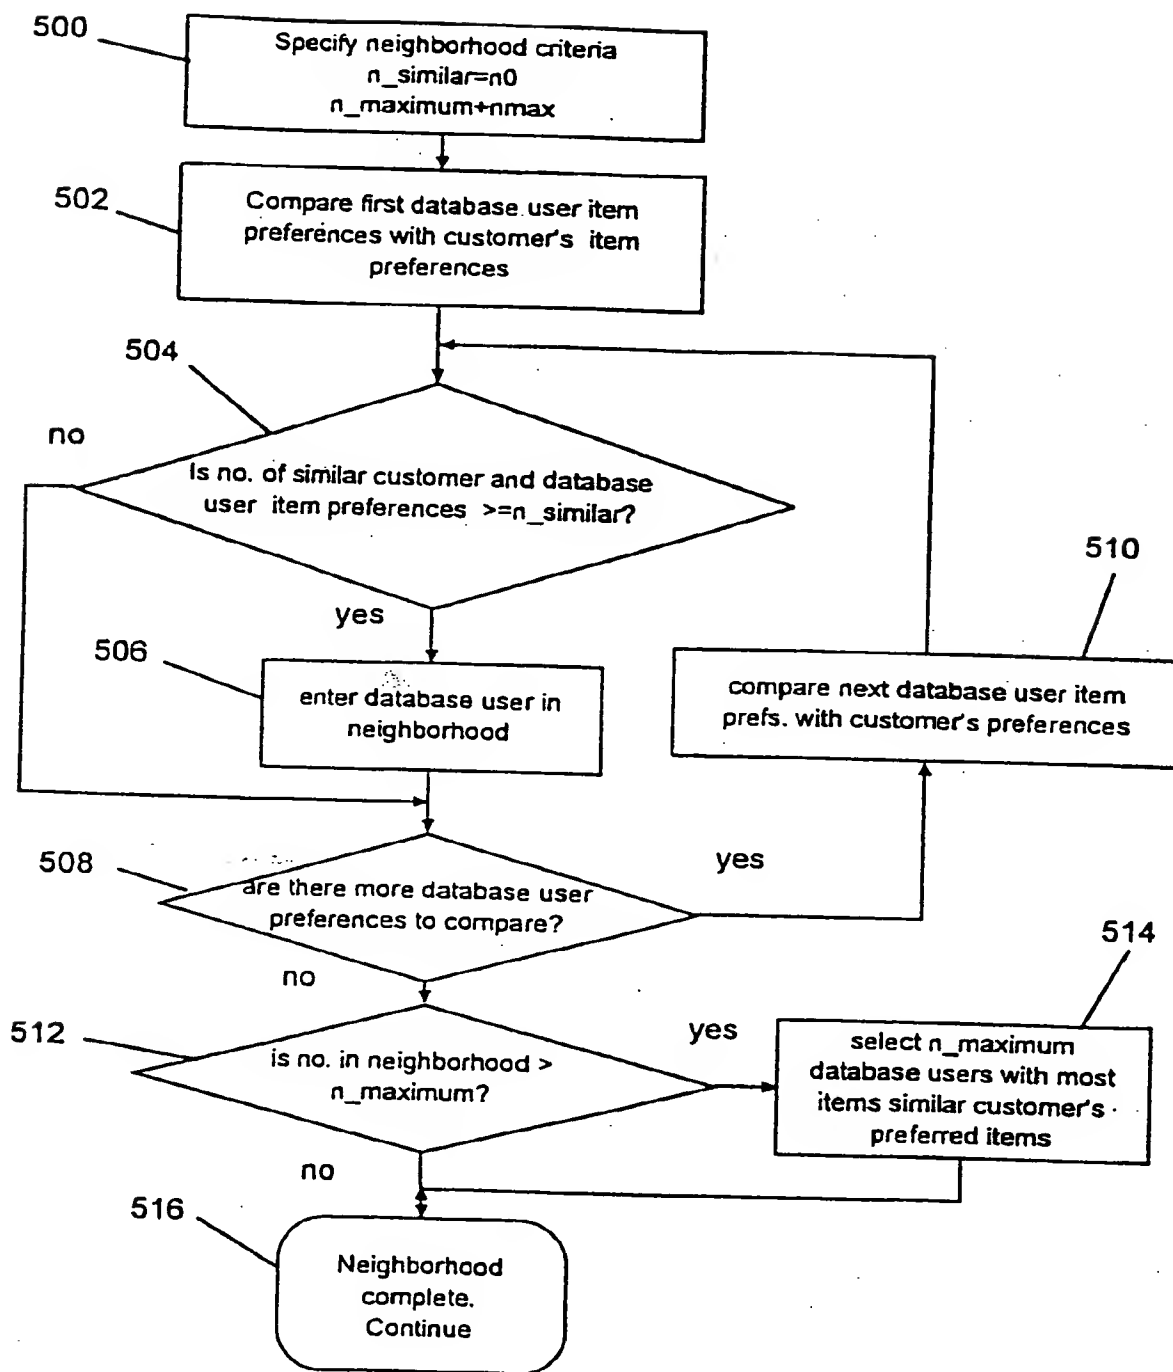 500
Specify neighborhood criteria
n_similar=n0
n_maximum+nmax
502
Compare first database user item
preferences with customer's item
preferences
504
no
Is no. of similar customer and database
user item preferences >=n_similar?
yes
510
506
enter database user in
neighborhood
compare next database user item
prefs. with customer's preferences
508
yes
are there more database user
preferences to compare?
no
514
512
yes
is no. in neighborhood >
n_maximum?
select n_maximum
database users with most
items similar customer's
preferred items
no
516
Neighborhood
complete.
Continue